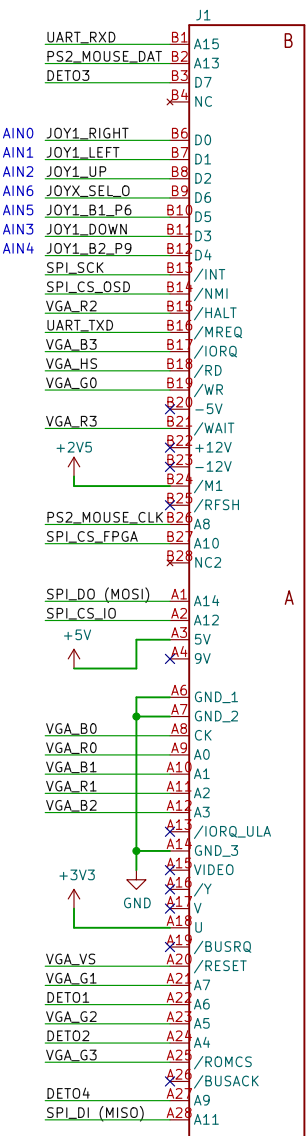 J1
UART_RXD B1 A15 B
PS2_MOUSE_DAT B2 A13
DET03 B3 D7
B4 NC
AIN0 JOY1_RIGHT B6 D0
AIN1 JOY1_LEFT B7 D1
AIN2 JOY1_UP B8 D2
AIN6 JOYX_SEL_O B9 D6
AIN5 JOY1_B1_P6 B10 D5
AIN3 JOY1_DOWN B11 D3
AIN4 JOY1_B2_P9 B12 D4
SPI_SCK B13 /INT
SPI_CS_OSD B14 /NMI
VGA_R2 B15 /HALT
UART_TXD B16 /MREQ
VGA_B3 B17 /IORQ
VGA_HS B18 /RD
VGA_G0 B19 /WR
B20 -5V
VGA_R3 B21 /WAIT
+2V5 B22 +12V
B23 -12V
B24 /M1
B25 /RFSH
PS2_MOUSE_CLK B26 A8
SPI_CS_FPGA B27 A10
B28 NC2
SPI_DO (MOSI) A1 A14 A
SPI_CS_IO A2 A12
+5V A3 5V
A4 9V
A6 GND_1
A7 GND_2
VGA_B0 A8 CK
VGA_R0 A9 A0
VGA_B1 A10 A1
VGA_R1 A11 A2
VGA_B2 A12 A3
A13 /IORQ_ULA
A14 GND_3
A15 VIDEO
+3V3 A16 /Y
GND A17 V
A18 U
A19 /BUSRQ
VGA_VS A20 /RESET
VGA_G1 A21 A7
DETO1 A22 A6
VGA_G2 A23 A5
DETO2 A24 A4
VGA_G3 A25 /ROMCS
A26 /BUSACK
DETO4 A27 A9
SPI_DI (MISO) A28 A11